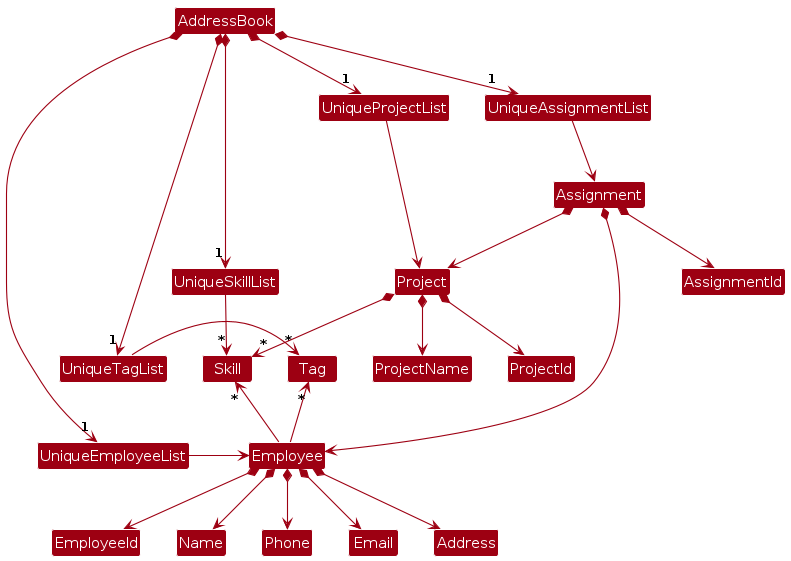 AddressBook
1
1
UniqueProjectList
UniqueAssignmentList
Assignment
1
UniqueSkillList
Project
AssignmentId
1
*
*
*
UniqueTagList
Skill
Tag
ProjectName
ProjectId
*
*
1
UniqueEmployeeList
Employee
EmployeeId
Name
Phone
Email
Address